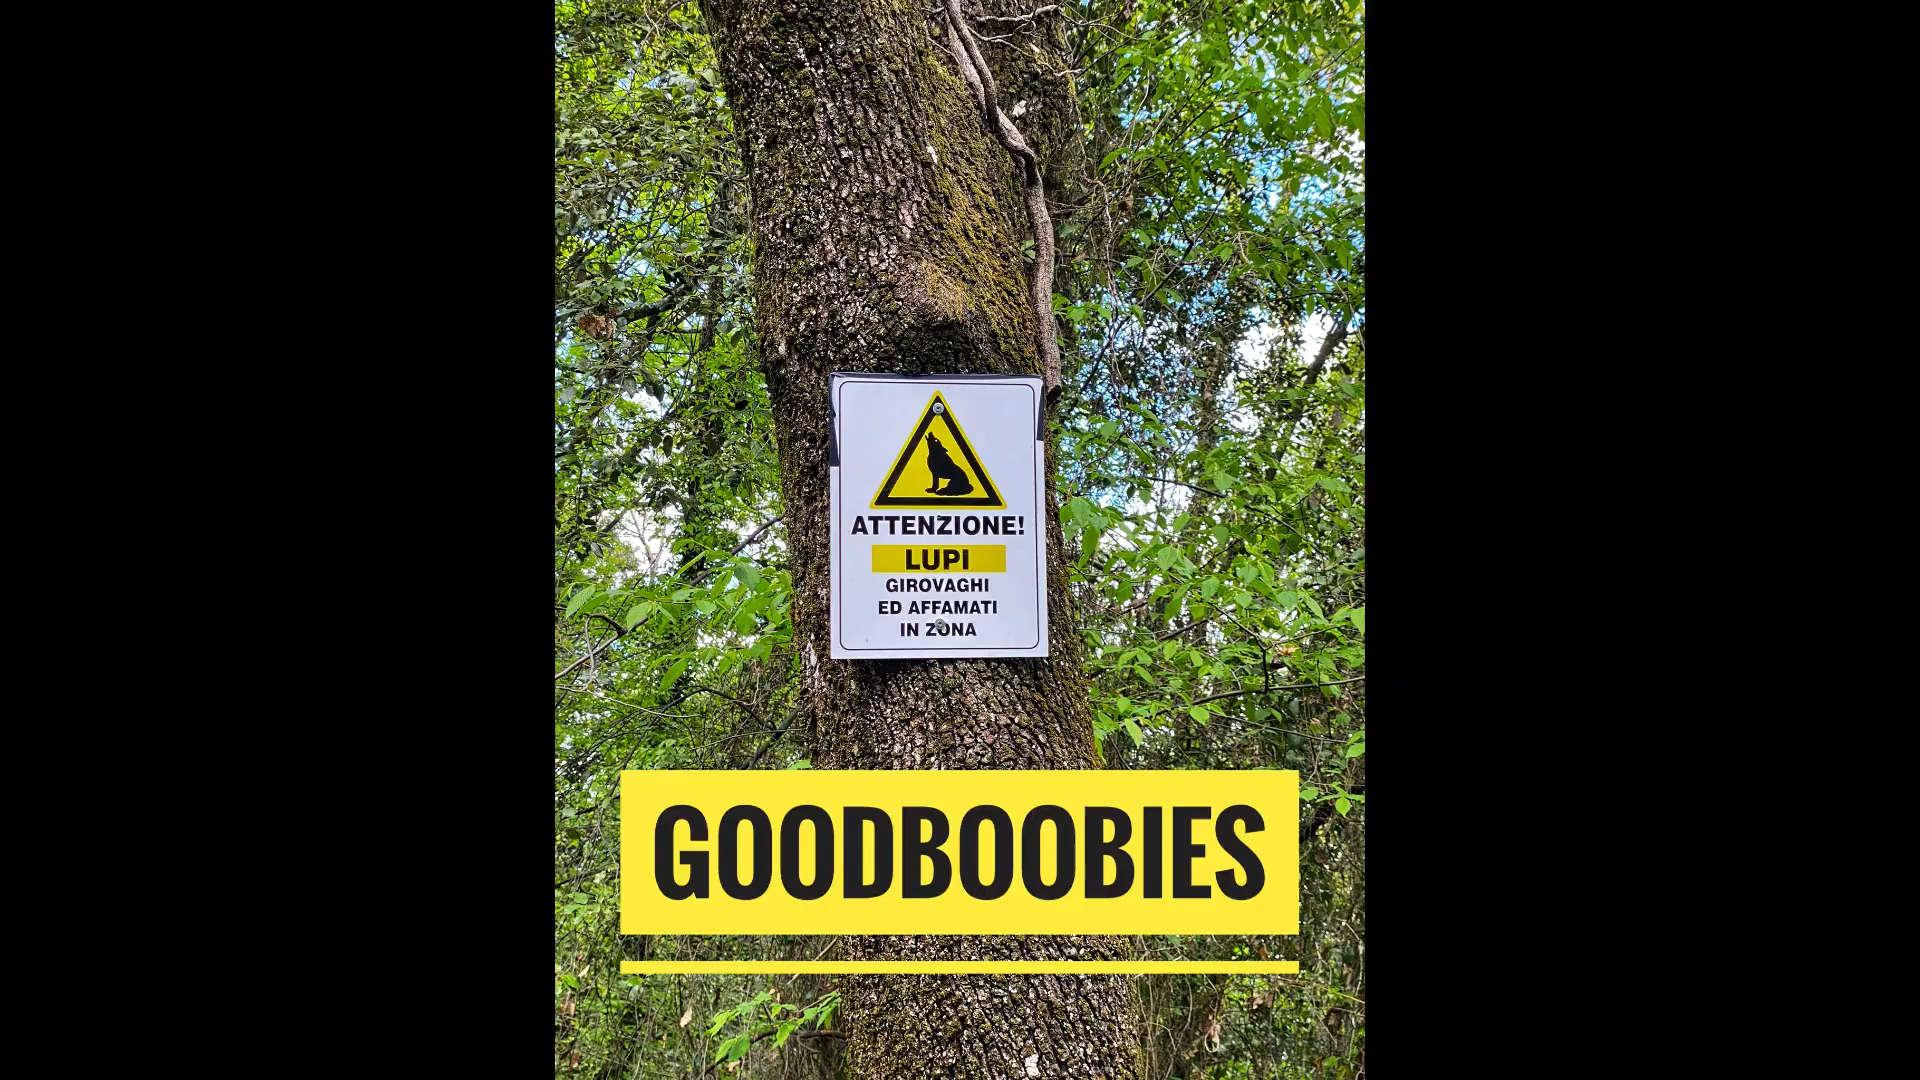 ATTENZIONE!
LUPI
GIROVAGHI
ED AFFAMATI
IN ZONA
GOODBOOBIES